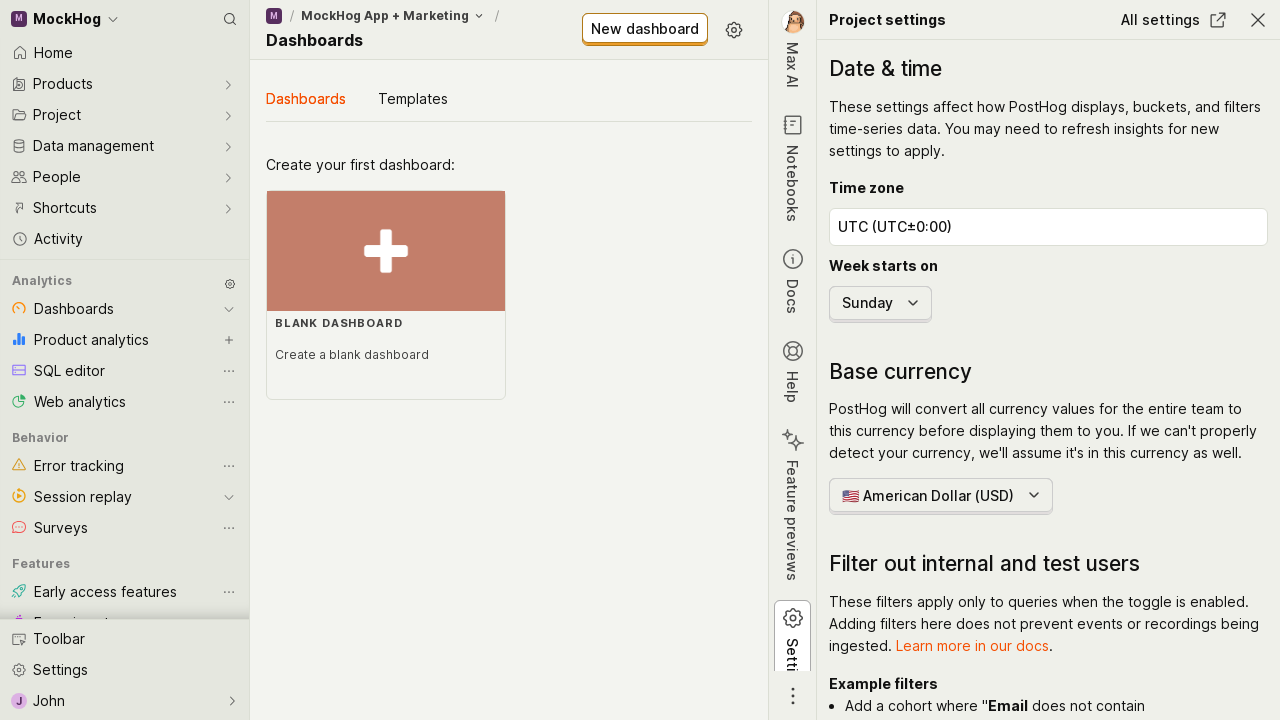 M MockHog
Home
Products
Project
Data management
People
Shortcuts
Activity
Analytics
Dashboards
Product analytics
SQL editor
Web analytics
Behavior
Error tracking
Session replay
Surveys
Features
Early access features
Toolbar
Settings
J John
M / MockHog App + Marketing /
Dashboards
New dashboard
Dashboards Templates
Create your first dashboard:
BLANK DASHBOARD
Create a blank dashboard
Max AI
Notebooks
Docs
Help
Feature previews
Setti
Project settings
All settings
Date & time
These settings affect how PostHog displays, buckets, and filters
time-series data. You may need to refresh insights for new
settings to apply.
Time zone
UTC (UTC±0:00)
Week starts on
Sunday
Base currency
PostHog will convert all currency values for the entire team to
this currency before displaying them to you. If we can't properly
detect your currency, we'll assume it's in this currency as well.
🇺🇸 American Dollar (USD)
Filter out internal and test users
These filters apply only to queries when the toggle is enabled.
Adding filters here does not prevent events or recordings being
ingested. Learn more in our docs.
Example filters
• Add a cohort where "Email does not contain